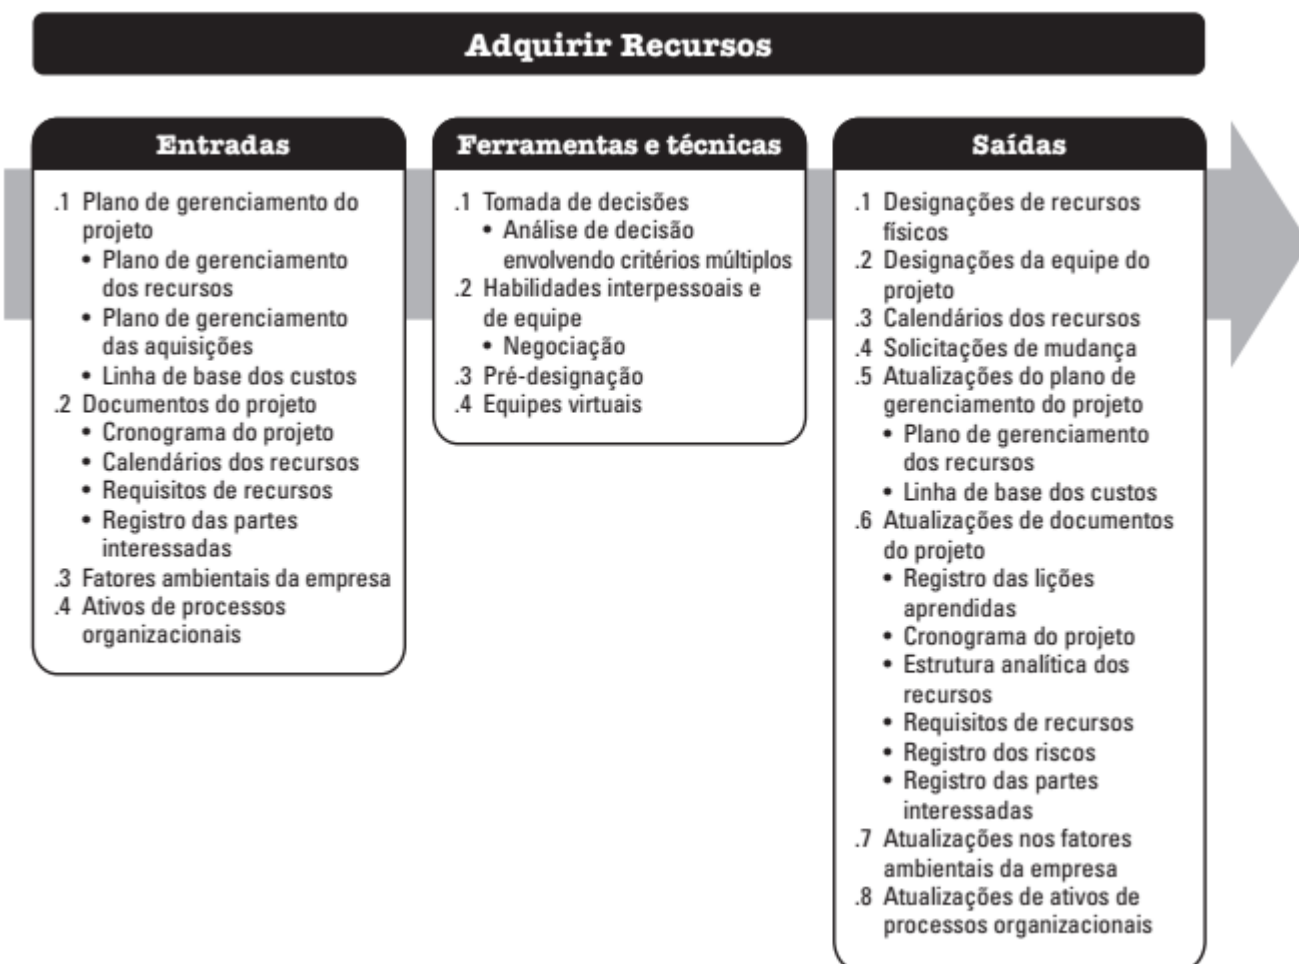 Adquirir Recursos
Entradas
.1 Plano de gerenciamento do
projeto
• Plano de gerenciamento
dos recursos
• Plano de gerenciamento
das aquisições
• Linha de base dos custos
.2 Documentos do projeto
• Cronograma do projeto
• Calendários dos recursos
• Requisitos de recursos
• Registro das partes
interessadas
.3 Fatores ambientais da empresa
.4 Ativos de processos
organizacionais
Ferramentas e técnicas
.1 Tomada de decisões
• Análise de decisão
envolvendo critérios múltiplos
.2 Habilidades interpessoais e
de equipe
• Negociação
.3 Pré-designação
.4 Equipes virtuais
Saídas
.1 Designações de recursos
físicos
.2 Designações da equipe do
projeto
.3 Calendários dos recursos
.4 Solicitações de mudança
.5 Atualizações do plano de
gerenciamento do projeto
• Plano de gerenciamento
dos recursos
• Linha de base dos custos
.6 Atualizações de documentos
do projeto
• Registro das lições
aprendidas
• Cronograma do projeto
• Estrutura analítica dos
recursos
• Requisitos de recursos
• Registro dos riscos
• Registro das partes
interessadas
.7 Atualizações nos fatores
ambientais da empresa
.8 Atualizações de ativos de
processos organizacionais